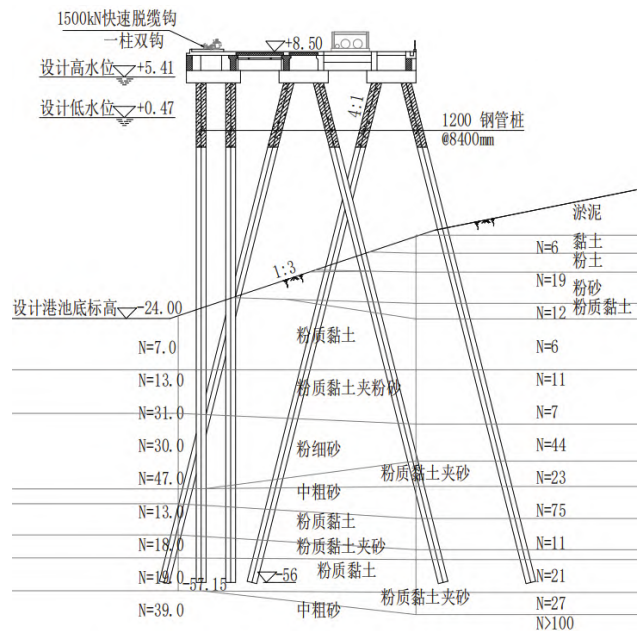 1500kN快速脱缆钩
一柱双钩
+8.50
设计高水位
+5.41
设计低水位
+0.47
4:1
1200 钢管桩
@8400mm
淤泥
黏土
N=6
粉土
N=19
粉砂
粉质黏土
N=12
1:3
设计港池底标高
-24.00
粉质黏土
N=7.0
N=6
N=13.0
粉质黏土夹粉砂
N=11
N=31.0
N=7
N=30.0
粉细砂
N=44
N=47.0
粉质黏土夹砂
N=23
中粗砂
N=13.0
粉质黏土
N=75
N=18.0
粉质黏土夹砂
N=11
N=19.0
-57.15
-56
粉质黏土
N=21
N=39.0
中粗砂
粉质黏土夹砂
N=27
N>100